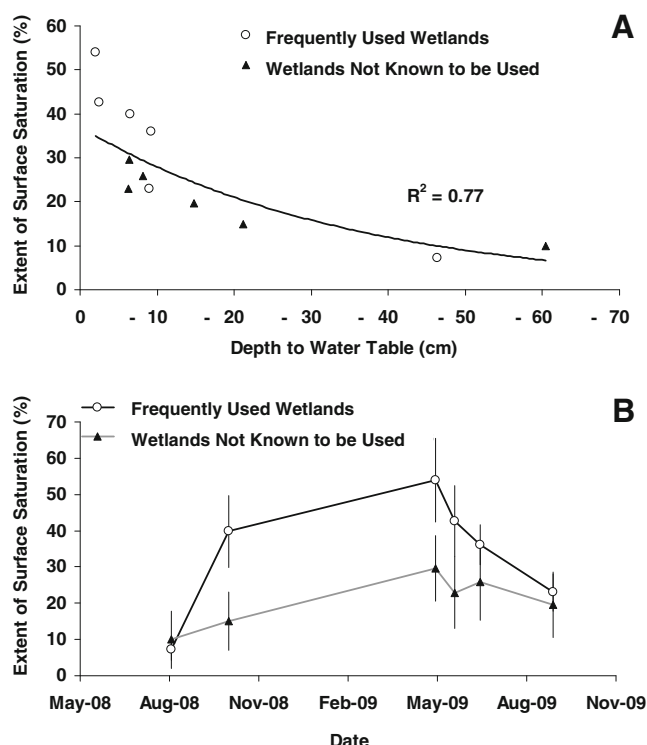 A
Frequently Used Wetlands
Wetlands Not Known to be Used
Extent of Surface Saturation (%)
60
50
40
30
20
10
0
R² = 0.77
0 - 10 - 20 - 30 - 40 - 50 - 60 - 70
Depth to Water Table (cm)
B
Frequently Used Wetlands
Wetlands Not Known to be Used
Extent of Surface Saturation (%)
70
60
50
40
30
20
10
0
May-08 Aug-08 Nov-08 Feb-09 May-09 Aug-09 Nov-09
Date